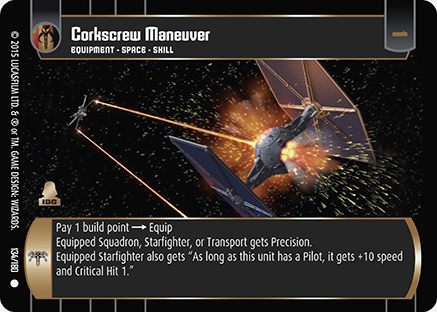 Corkscrew Maneuver
EQUIPMENT - SPACE - SKILL
© 2015 LUCASFILM LTD. & ® OR TM. GAME DESIGN: WIZARDS.
100
Pay 1 build point → Equip
Equipped Squadron, Starfighter, or Transport gets Precision.
Equipped Starfighter also gets "As long as this unit has a Pilot, it gets +10 speed
and Critical Hit 1."
134/180